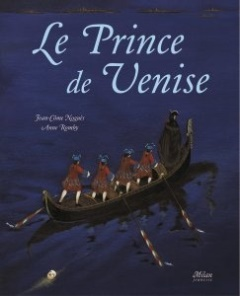 Le Prince
de Venise
Jean-Côme Noguès
Anne Romby
Milan